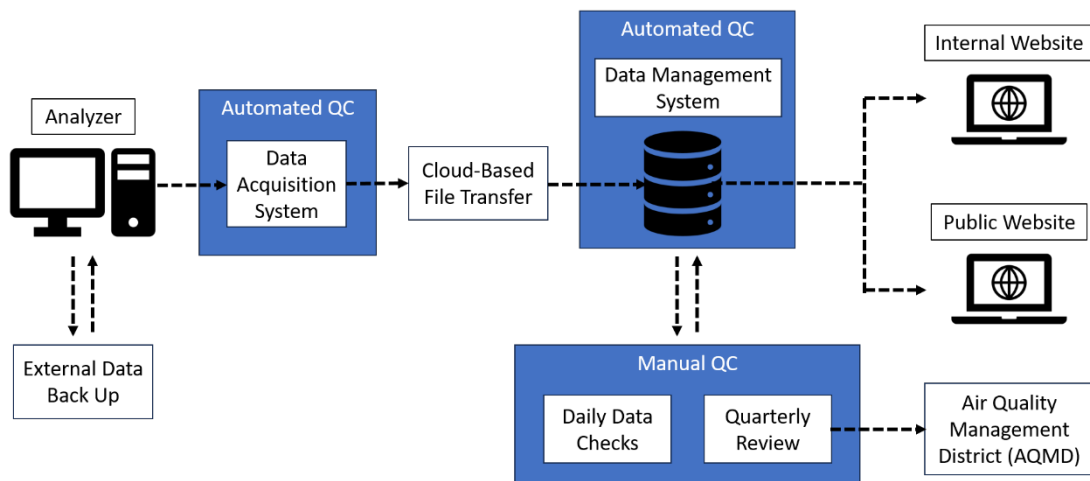 Analyzer
Automated QC
Data
Acquisition
System
Cloud-Based
File Transfer
Automated QC
Data Management
System
Internal Website
Public Website
External Data
Back Up
Manual QC
Daily Data
Checks
Quarterly
Review
Air Quality
Management
District (AQMD)